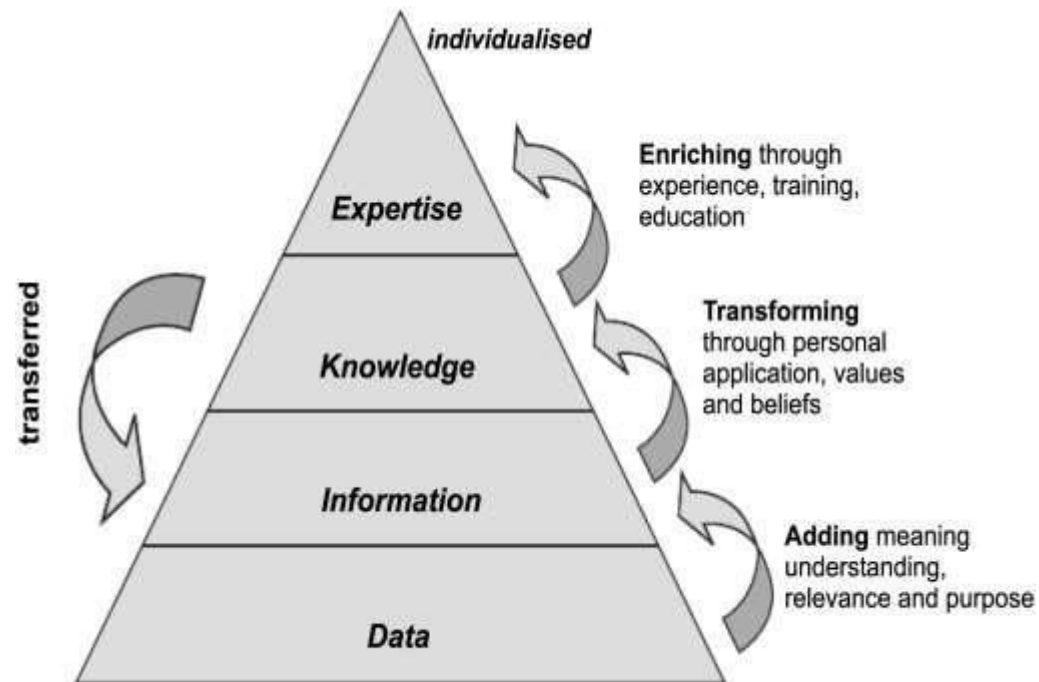 individualised
Enriching through
experience, training,
education
Expertise
transferred
Transforming
through personal
application, values
and beliefs
Knowledge
Information
Adding meaning
understanding,
relevance and purpose
Data